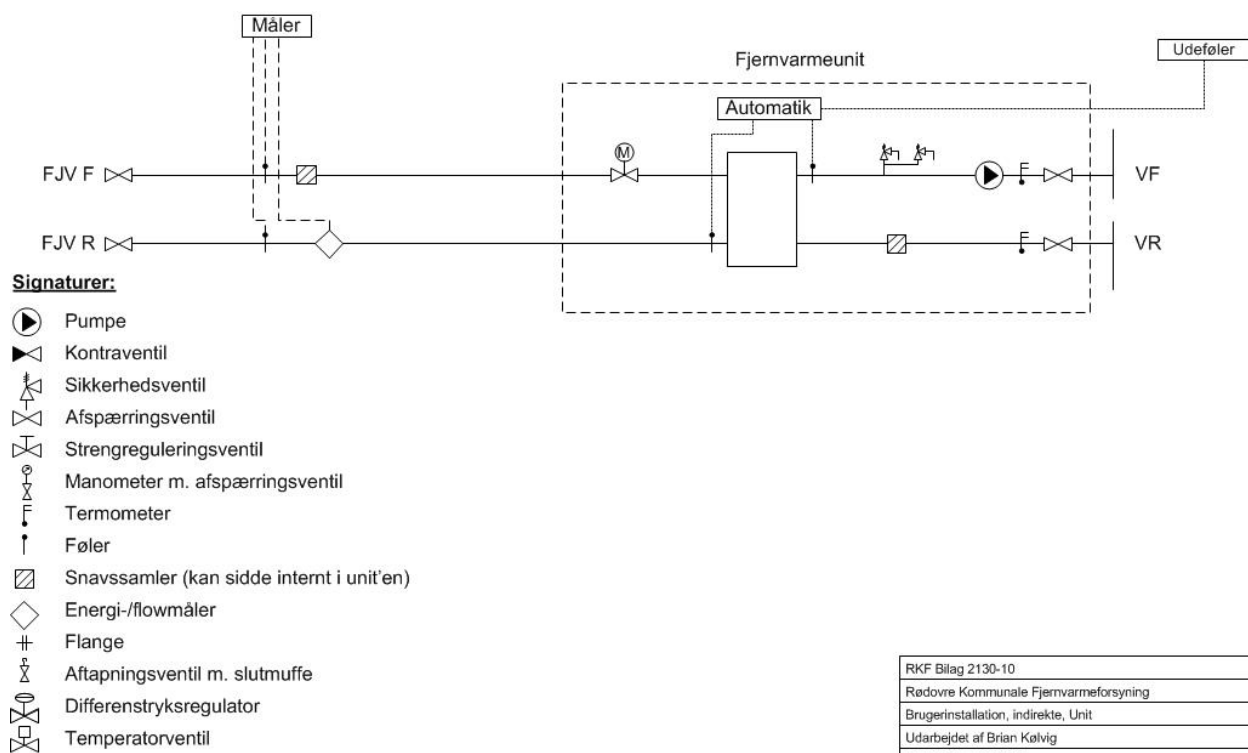 Måler
Udeføler
Fjernvarmeunit
Automatik
M
FJV F
VF
FJV R
VR
Signaturer:
Pumpe
Kontraventil
Sikkerhedsventil
Afspærringsventil
Strengreguleringsventil
Manometer m. afspærringsventil
Termometer
Føler
Snavssamler (kan sidde internt i unit'en)
Energi-/flowmåler
Flange
Aftapningsventil m. slutmuffe
Differenstryksregulator
Temperatorventil
RKF Bilag 2130-10
Rødovre Kommunale Fjernvarmeforsyning
Brugerinstallation, indirekte, Unit
Udarbejdet af Brian Kølvig